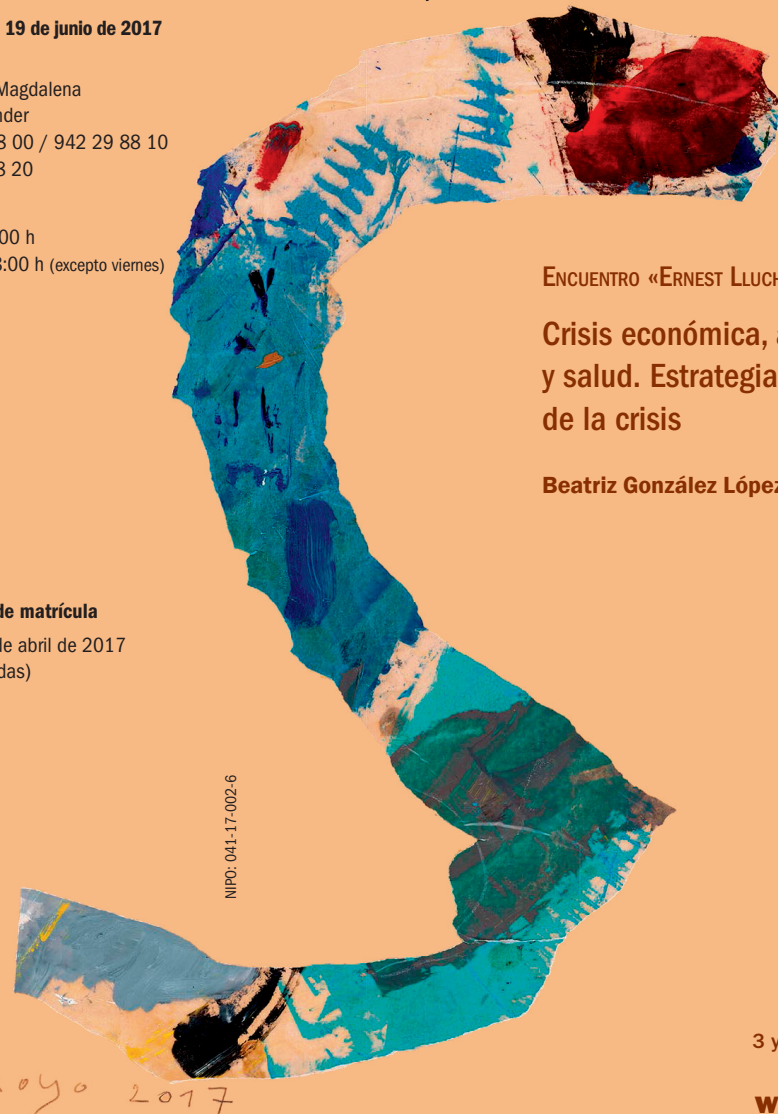 19 de junio de 2017
Magdalena
nder
8 00 / 942 29 88 10
8 20
:00 h
8:00 h (excepto viernes)
de matrícula
de abril de 2017
das)
NIPO: 041-17-002-6
ENCUENTRO «ERNEST LLUCH
Crisis económica,
y salud. Estrategia
de la crisis
Beatriz González López
oyo 2017
3 y
w